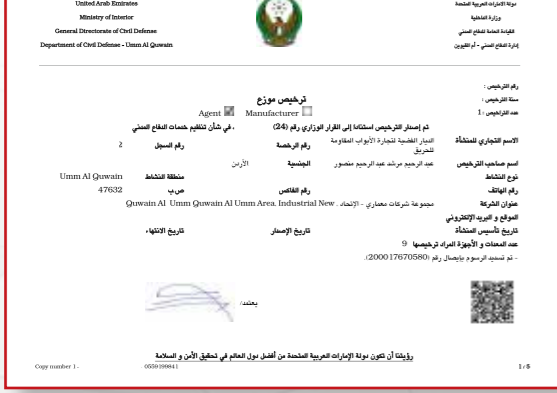 United Arab Emirates
دولة الامارات العربية المتحدة
Ministry of Interior
وزارة الداخلية
General Directorate of Civil Defense
القيادة العامة للدفاع المدني
Department of Civil Defense - Umm Al Quwain
إدارة الدفاع المدني - أم القيوين
رقم الترخيص :
سنة الترخيص :
ترخيص موزع
عدد التراخيص : 1
Manufacturer Agent
تم إصدار الترخيص استنادا إلى القرار الوزاري رقم (24) ، في شأن تنظيم خدمات الدفاع المدني
الاسم التجاري للمنشأة الديار الفضية لنجارة الأبواب المقاومة للحريق رقم الرخصة رقم السجل 2
اسم صاحب الترخيص عبد الرحيم مرشد عبد الرحيم منصور الجنسية الأردن
نوع النشاط منطقة النشاط Umm Al Quwain
رقم الهاتف رقم الفاكس ص.ب 47632
عنوان الشركة مجموعة شركات معماري - الإتحاد , Quwain Al Umm Quwain Al Umm Area, Industrial New
الموقع و البريد الإلكتروني
تاريخ تأسيس المنشأة تاريخ الإصدار تاريخ الانتهاء
عدد المعدات و الأجهزة المراد ترخيصها 9
- تم تسديد الرسوم بإيصال رقم (200017670580).
يعتمد/
رؤيتنا أن تكون دولة الإمارات العربية المتحدة من أفضل دول العالم في تحقيق الأمن و السلامة
Copy number 1 - - 0559199841 1 / 5